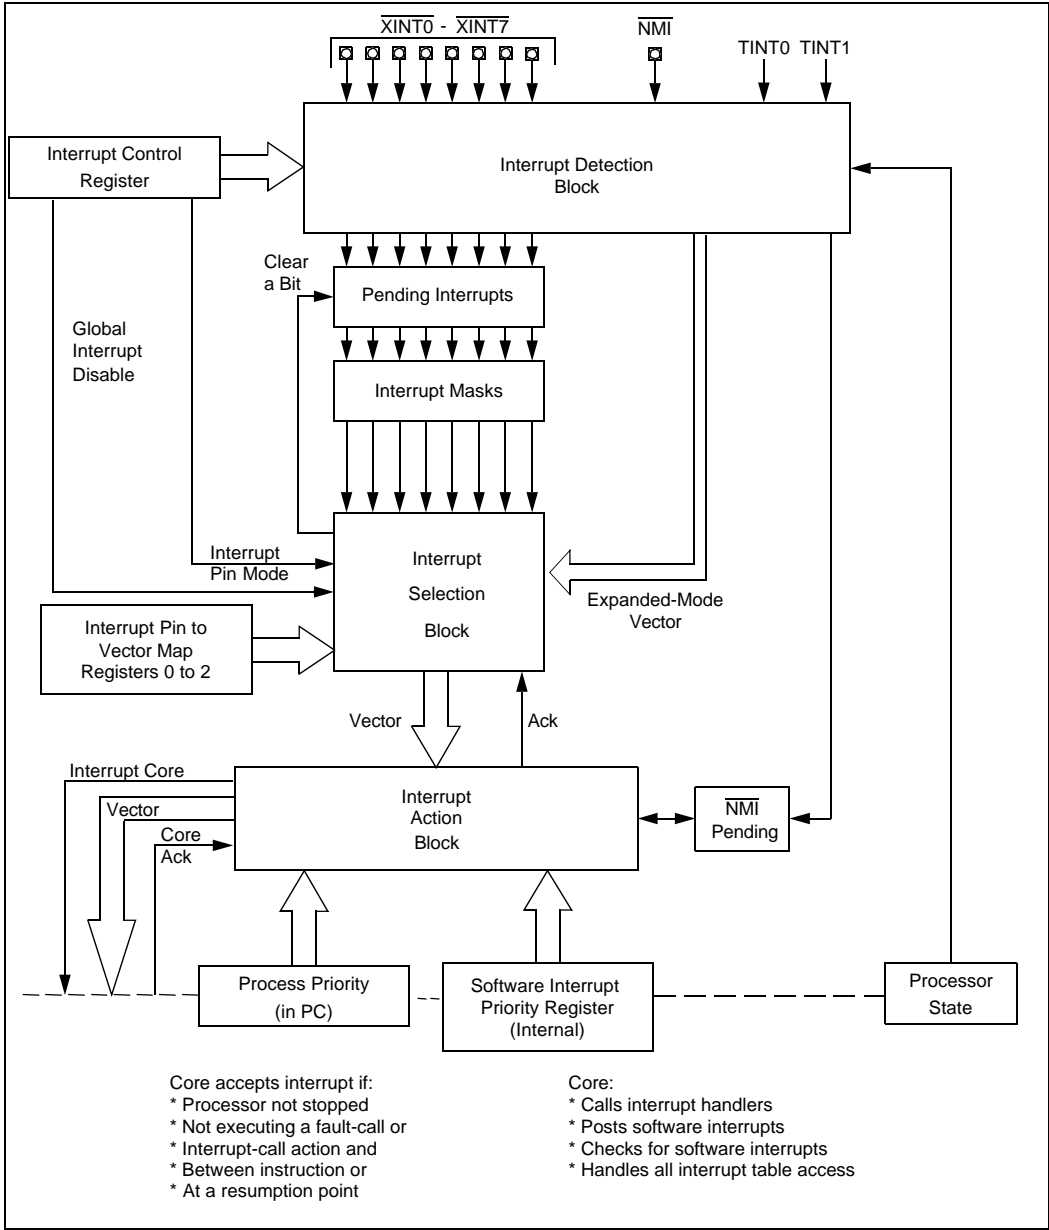 XINT0 - XINT7
NMI
TINT0 TINT1
Interrupt Control
Register
Interrupt Detection
Block
Clear
a Bit
Pending Interrupts
Global
Interrupt
Disable
Interrupt Masks
Interrupt
Pin Mode
Interrupt
Selection
Block
Expanded-Mode
Vector
Interrupt Pin to
Vector Map
Registers 0 to 2
Vector
Ack
Interrupt Core
Vector
Core
Ack
Interrupt
Action
Block
NMI
Pending
Process Priority
(in PC)
Software Interrupt
Priority Register
(Internal)
Processor
State
Core accepts interrupt if:
* Processor not stopped
* Not executing a fault-call or
* Interrupt-call action and
* Between instruction or
* At a resumption point
Core:
* Calls interrupt handlers
* Posts software interrupts
* Checks for software interrupts
* Handles all interrupt table access